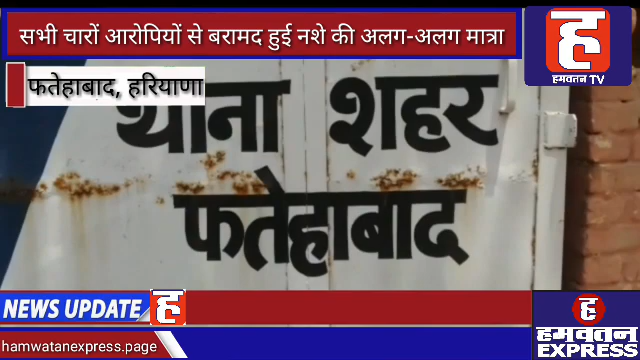 सभी चारों आरोपियों से बरामद हुई नशे की अलग-अलग मात्रा
ह
हमवतन TV
फतेहाबाद, हरियाणा
थाना शहर
फतेहाबाद
NEWS UPDATE ह
ह
हमवतन
EXPRESS
hamwatanexpress.page